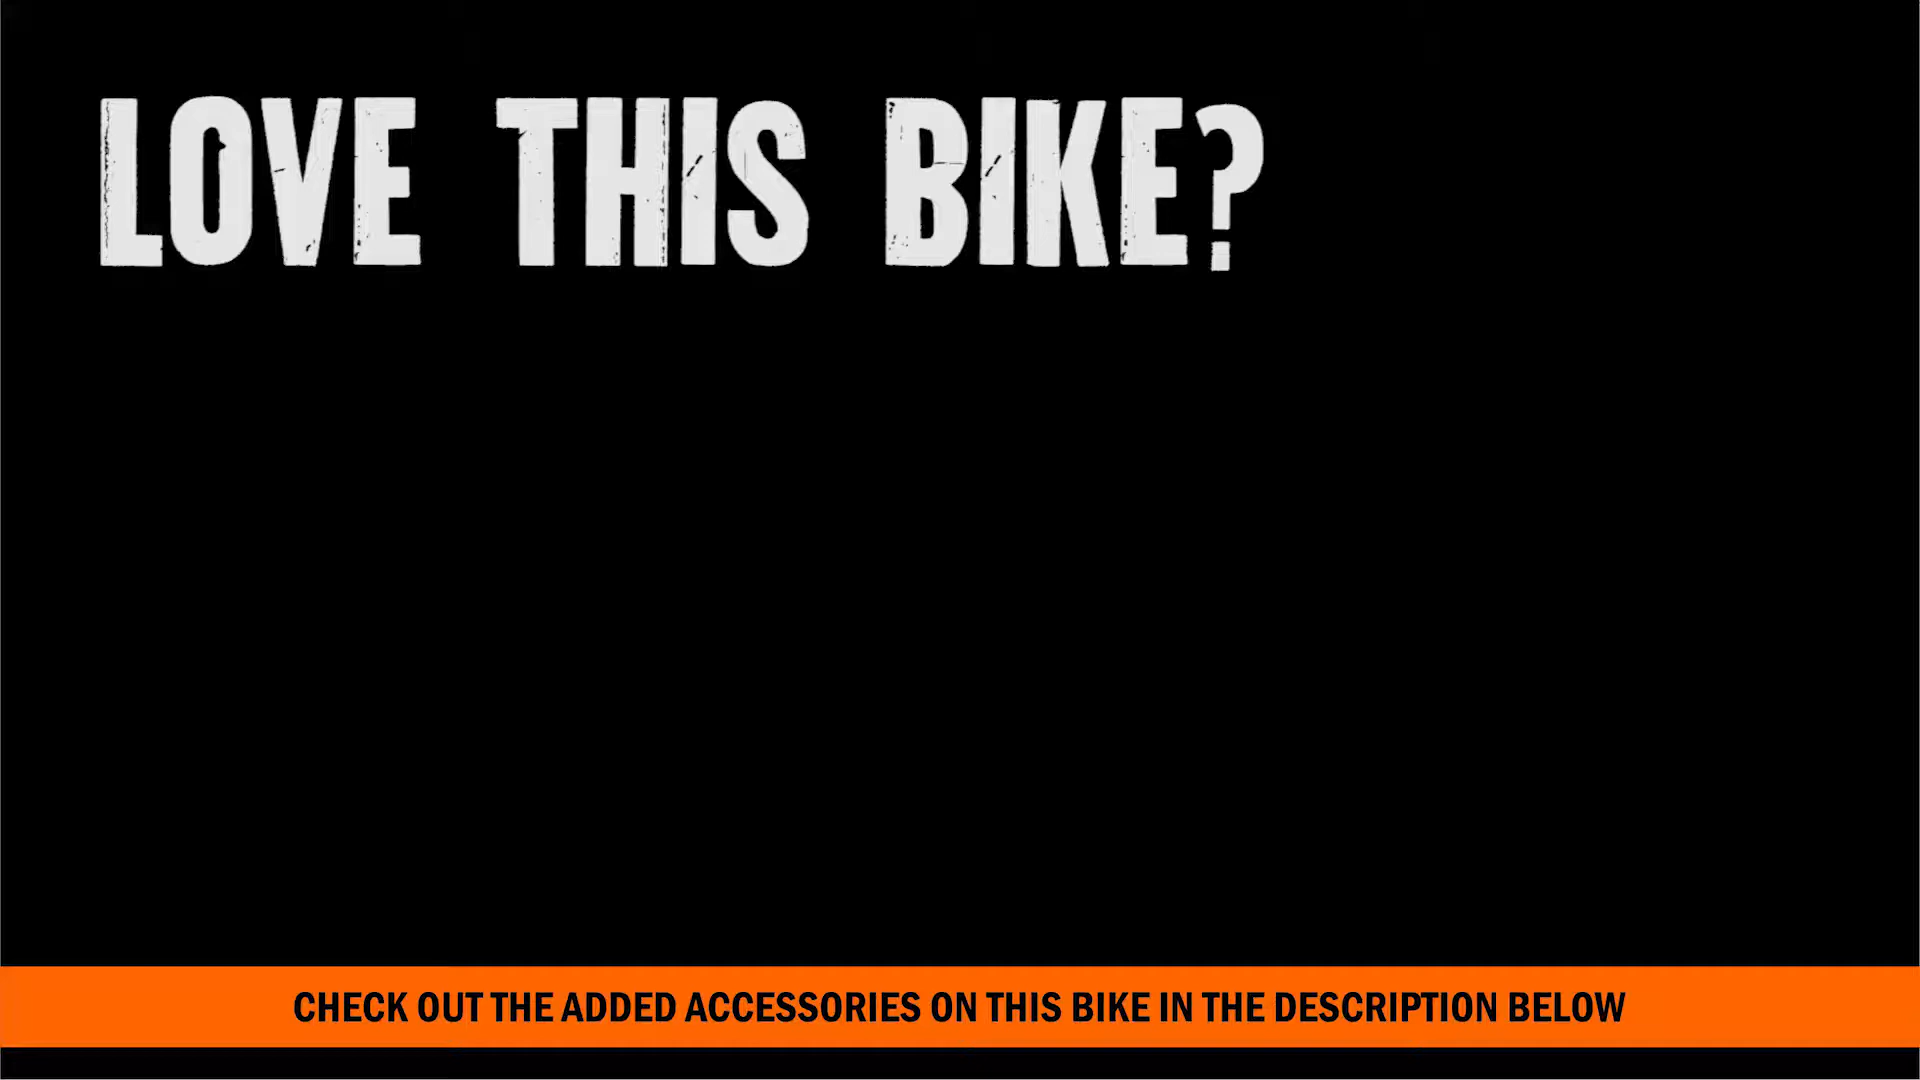 LOVE THIS BIKE?
CHECK OUT THE ADDED ACCESSORIES ON THIS BIKE IN THE DESCRIPTION BELOW